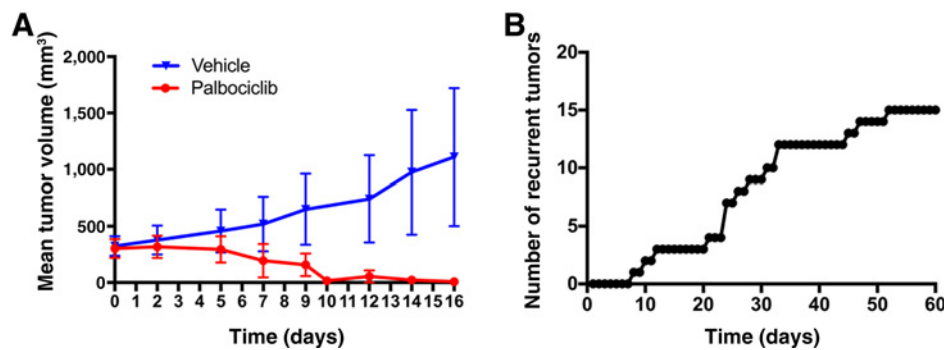 A
Mean tumor volume (mm³)
2,000
1,500
1,000
500
0
Vehicle
Palbociclib
0 1 2 3 4 5 6 7 8 9 10 11 12 13 14 15 16
Time (days)
B
Number of recurrent tumors
20
15
10
5
0
0 10 20 30 40 50 60
Time (days)